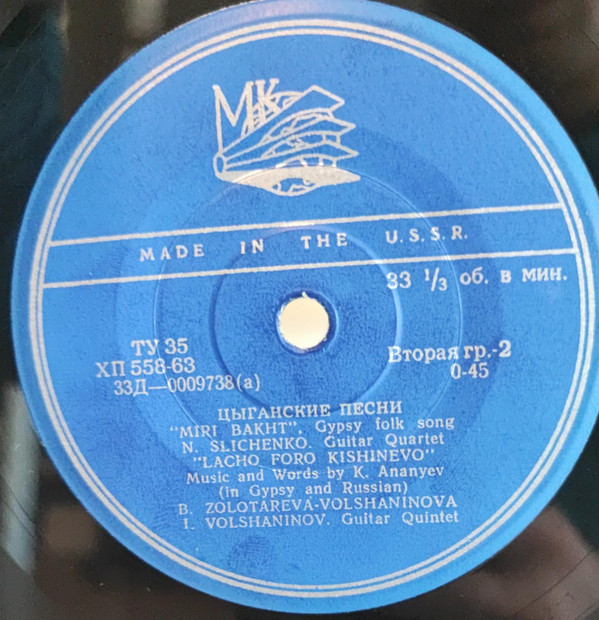 МК
MADE IN THE U.S.S.R.
33 1/3 об. в мин.
ТУ 35
ХП 558-63
33Д—0009738(а)
Вторая гр.-2
0-45
ЦЫГАНСКИЕ ПЕСНИ
"MIRI BAKHT", Gypsy folk song
N. SLICHENKO. Guitar Quartet
"LACHO FORO KISHINEVO"
Music and Words by K. Ananyev
(in Gypsy and Russian)
B. ZOLOTAREVA-VOLSHANINOVA
I. VOLSHANINOV. Guitar Quintet